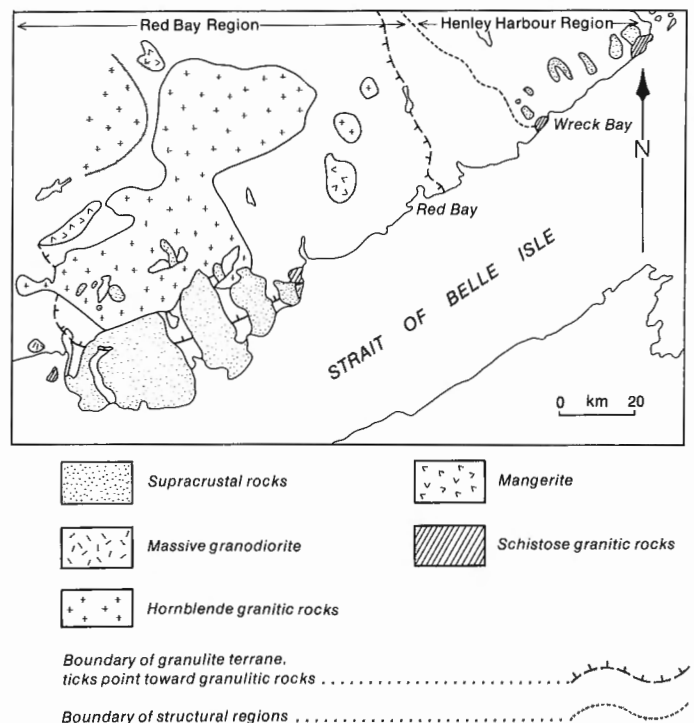 Red Bay Region
Henley Harbour Region
Wreck Bay
N
Red Bay
STRAIT OF BELLE ISLE
0 km 20
Supracrustal rocks
Mangerite
Massive granodiorite
Schistose granitic rocks
Hornblende granitic rocks
Boundary of granulite terrane,
ticks point toward granulitic rocks
Boundary of structural regions